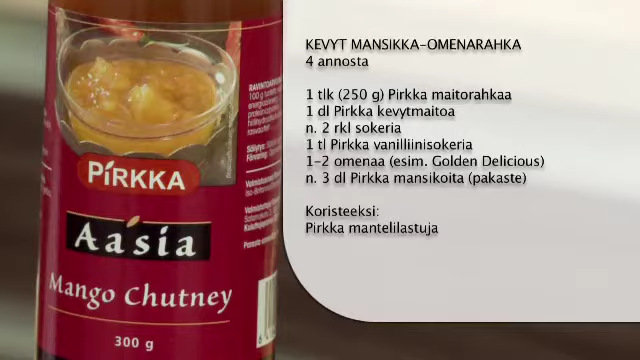 KEVYT MANSIKKA-OMENARAHKA
4 annosta
1 tlk (250 g) Pirkka maitorahkaa
1 dl Pirkka kevytmaitoa
n. 2 rkl sokeria
1 tl Pirkka vanilliinisokeria
1-2 omenaa (esim. Golden Delicious)
n. 3 dl Pirkka mansikoita (pakaste)
Koristeeksi:
Pirkka mantelilastuja
PIRKKA
Aasia
Mango Chutney
300 g